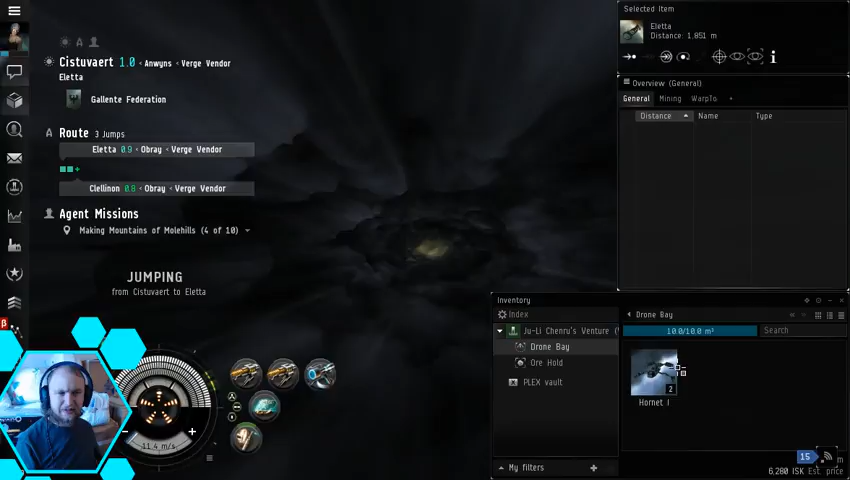 Cistuvaert 1.0 < Anwyns < Verge Vendor
Eletta
Gallente Federation
Route 3 Jumps
Eletta 0.9 < Obray < Verge Vendor
Clellinon 0.8 < Obray < Verge Vendor
Agent Missions
Making Mountains of Molehills (4 of 10)
JUMPING
from Cistuvaert to Eletta
11.4 m/s
β
Selected Item
Eletta
Distance: 1,851 m
Overview (General)
General Mining WarpTo
Distance Name Type
Inventory
Index
Ju-Li Chenru's Venture (
Drone Bay
Ore Hold
PLEX vault
My filters
Drone Bay
10.0/10.0 m³
Search
2
Hornet I
15
m
6,280 ISK Est. price